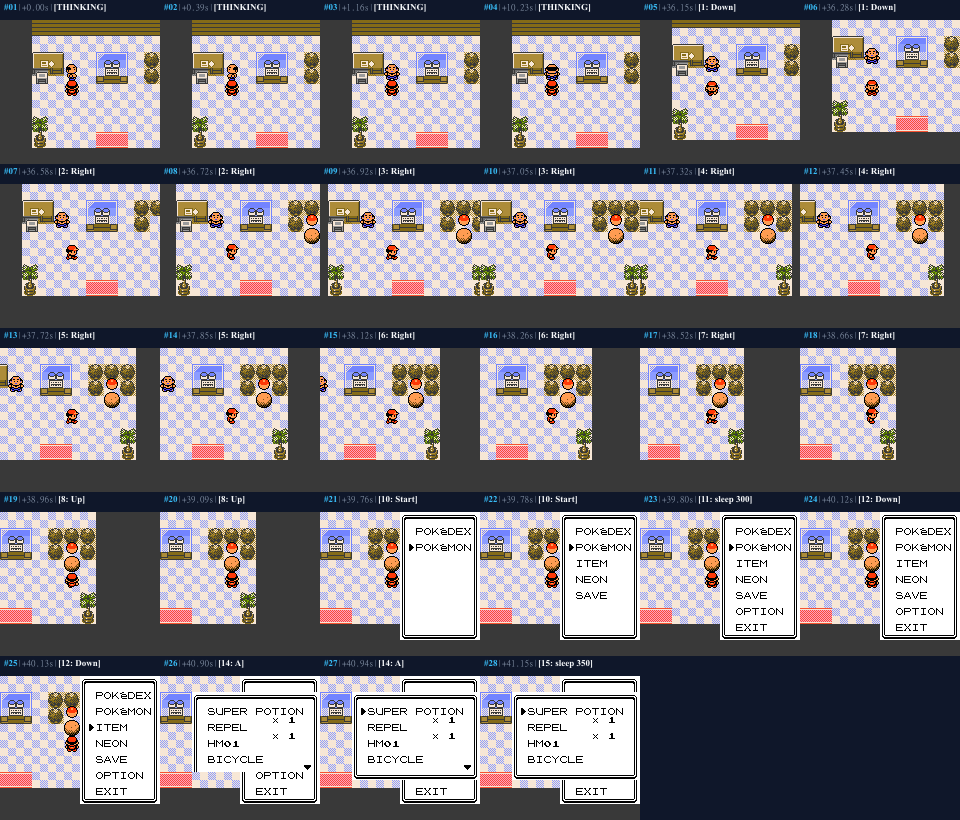 #01|+0.00s|[THINKING]
#02|+0.39s|[THINKING]
#03|+1.16s|[THINKING]
#04|+10.23s|[THINKING]
#05|+36.15s|[1: Down]
#06|+36.28s|[1: Down]
#07|+36.58s|[2: Right]
#08|+36.72s|[2: Right]
#09|+36.92s|[3: Right]
#10|+37.05s|[3: Right]
#11|+37.32s|[4: Right]
#12|+37.45s|[4: Right]
#13|+37.72s|[5: Right]
#14|+37.85s|[5: Right]
#15|+38.12s|[6: Right]
#16|+38.26s|[6: Right]
#17|+38.52s|[7: Right]
#18|+38.66s|[7: Right]
#19|+38.96s|[8: Up]
#20|+39.09s|[8: Up]
#21|+39.76s|[10: Start]
POKéDEX
▶POKéMON
#22|+39.78s|[10: Start]
POKéDEX
▶POKéMON
ITEM
NEON
SAVE
#23|+39.80s|[11: sleep 300]
POKéDEX
▶POKéMON
ITEM
NEON
SAVE
OPTION
EXIT
#24|+40.12s|[12: Down]
POKéDEX
POKéMON
ITEM
NEON
SAVE
OPTION
EXIT
#25|+40.13s|[12: Down]
POKéDEX
POKéMON
▶ITEM
NEON
SAVE
OPTION
EXIT
#26|+40.90s|[14: A]
SUPER POTION
× 1
REPEL
× 1
HM01
BICYCLE
OPTION
EXIT
#27|+40.94s|[14: A]
▶SUPER POTION
× 1
REPEL
× 1
HM01
BICYCLE
EXIT
#28|+41.15s|[15: sleep 350]
▶SUPER POTION
× 1
REPEL
× 1
HM01
BICYCLE
EXIT